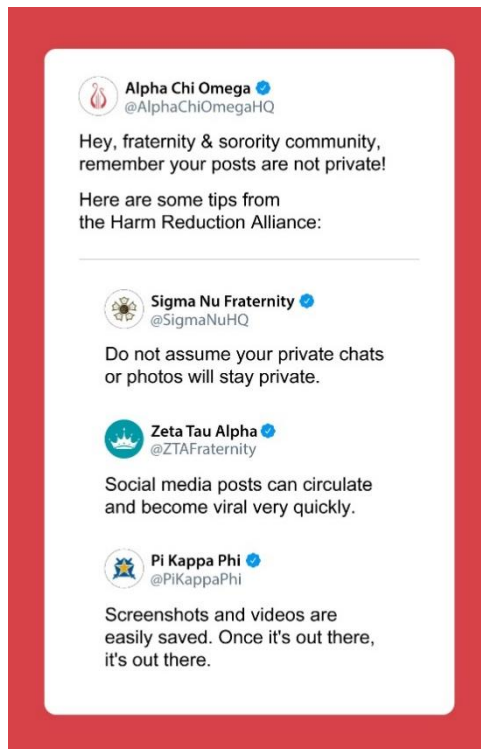 Alpha Chi Omega
@AlphaChiOmegaHQ
Hey, fraternity & sorority community,
remember your posts are not private!
Here are some tips from
the Harm Reduction Alliance:
Sigma Nu Fraternity
@SigmaNuHQ
Do not assume your private chats
or photos will stay private.
Zeta Tau Alpha
@ZTAFraternity
Social media posts can circulate
and become viral very quickly.
Pi Kappa Phi
@PiKappaPhi
Screenshots and videos are
easily saved. Once it's out there,
it's out there.